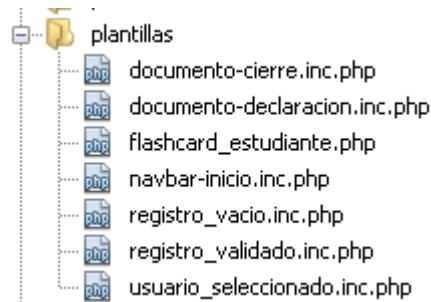 plantillas
documento-cierre.inc.php
documento-declaracion.inc.php
flashcard_estudiante.php
navbar-inicio.inc.php
registro_vacio.inc.php
registro_validado.inc.php
usuario_seleccionado.inc.php